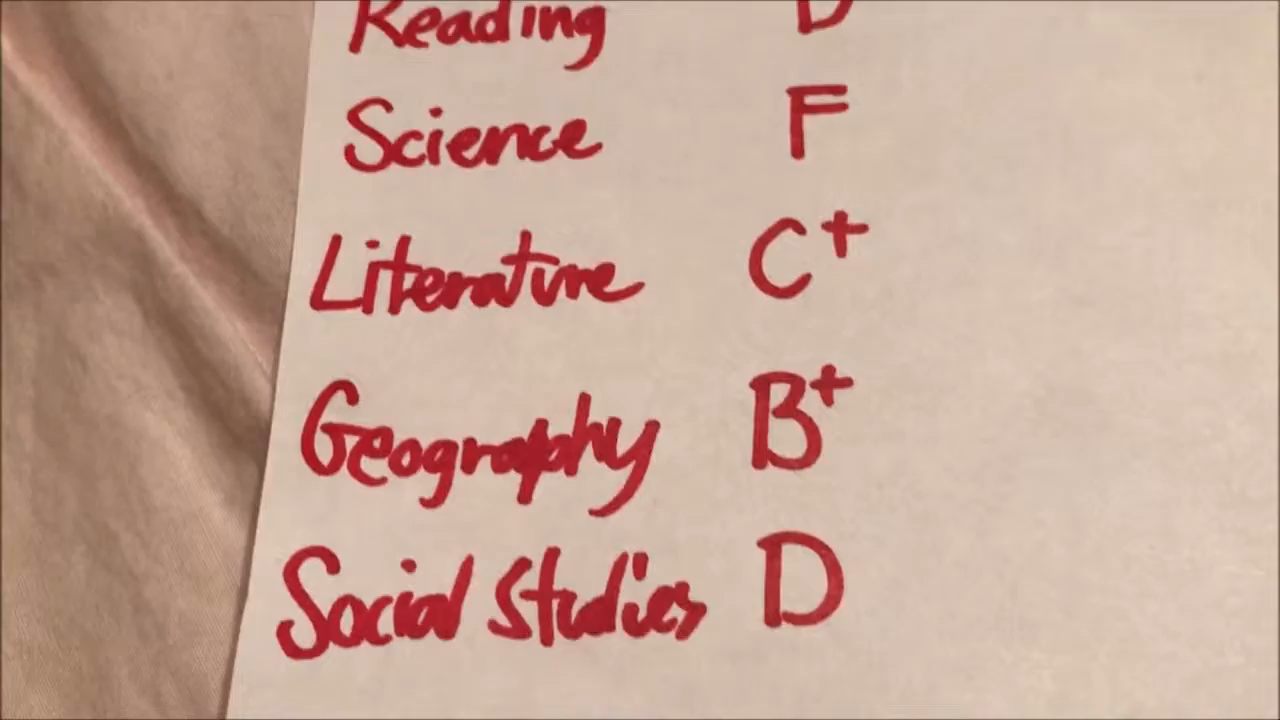 Reading D
Science F
Literature C+
Geography B+
Social Studies D